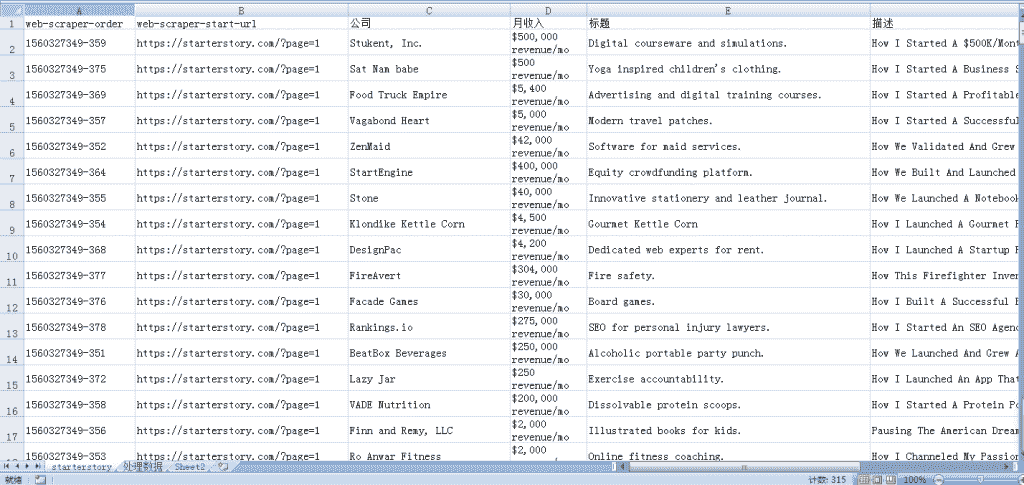 A B C D E
1 web-scraper-order web-scraper-start-url 公司 月收入 标题 描述
2 1560327349-359 https://starterstory.com/?page=1 Stukent, Inc. $500,000 revenue/mo Digital courseware and simulations. How I Started A $500K/Mont
3 1560327349-375 https://starterstory.com/?page=1 Sat Nam babe $500 revenue/mo Yoga inspired children's clothing. How I Started A Business S
4 1560327349-369 https://starterstory.com/?page=1 Food Truck Empire $5,400 revenue/mo Advertising and digital training courses. How I Started A Profitable
5 1560327349-357 https://starterstory.com/?page=1 Vagabond Heart $5,000 revenue/mo Modern travel patches. How I Started A Successful
6 1560327349-352 https://starterstory.com/?page=1 ZenMaid $42,000 revenue/mo Software for maid services. How We Validated And Grew
7 1560327349-364 https://starterstory.com/?page=1 StartEngine $400,000 revenue/mo Equity crowdfunding platform. How We Built And Launched
8 1560327349-355 https://starterstory.com/?page=1 Stone $40,000 revenue/mo Innovative stationery and leather journal. How We Launched A Notebook
9 1560327349-354 https://starterstory.com/?page=1 Klondike Kettle Corn $4,500 revenue/mo Gourmet Kettle Corn How I Launched A Gourmet
10 1560327349-368 https://starterstory.com/?page=1 DesignPac $4,200 revenue/mo Dedicated web experts for rent. How I Launched A Startup
11 1560327349-377 https://starterstory.com/?page=1 FireAvert $304,000 revenue/mo Fire safety. How This Firefighter Inven
12 1560327349-376 https://starterstory.com/?page=1 Facade Games $30,000 revenue/mo Board games. How I Built A Successful
13 1560327349-378 https://starterstory.com/?page=1 Rankings.io $275,000 revenue/mo SEO for personal injury lawyers. How I Started An SEO Agenc
14 1560327349-351 https://starterstory.com/?page=1 BeatBox Beverages $250,000 revenue/mo Alcoholic portable party punch. How We Launched And Grew A
15 1560327349-372 https://starterstory.com/?page=1 Lazy Jar $250 revenue/mo Exercise accountability. How I Launched An App That
16 1560327349-358 https://starterstory.com/?page=1 VADE Nutrition $200,000 revenue/mo Dissolvable protein scoops. How I Started A Protein Po
17 1560327349-356 https://starterstory.com/?page=1 Finn and Remy, LLC $2,000 revenue/mo Illustrated books for kids. Pausing The American Dream
1560327349-353 https://starterstory.com/?page=1 Ro Anwar Fitness $2,000 Online fitness coaching. How I Channeled My Passion
starterstory 处理数据 Sheet2
就绪 计数: 315 100%